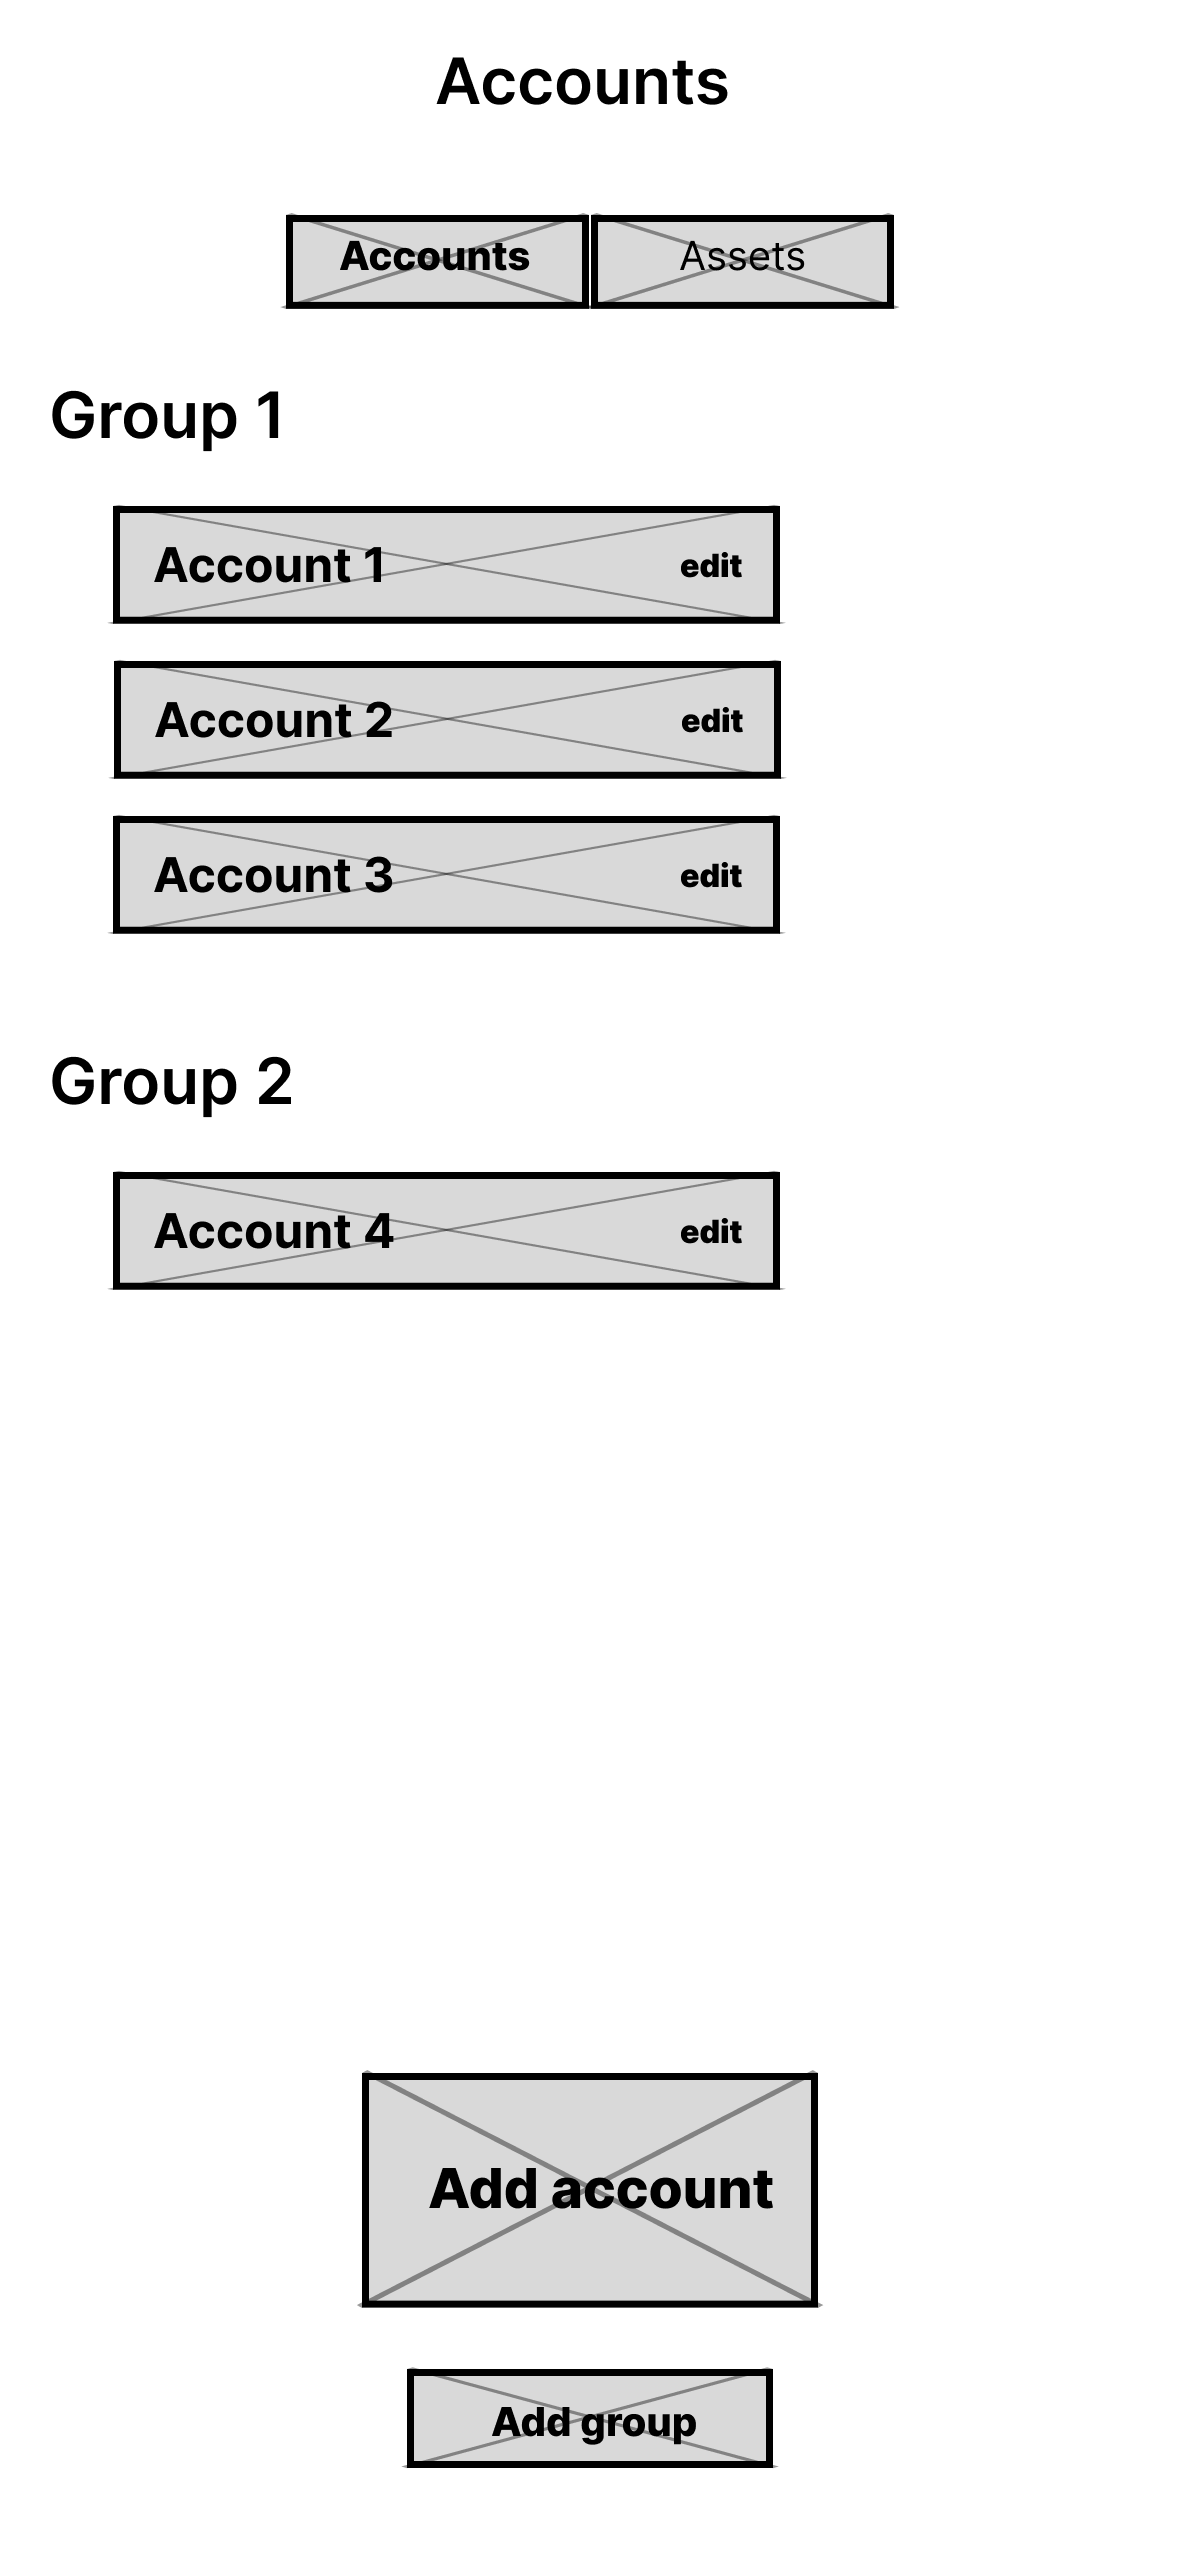 Accounts
Accounts Assets
Group 1
Account 1 edit
Account 2 edit
Account 3 edit
Group 2
Account 4 edit
Add account
Add group